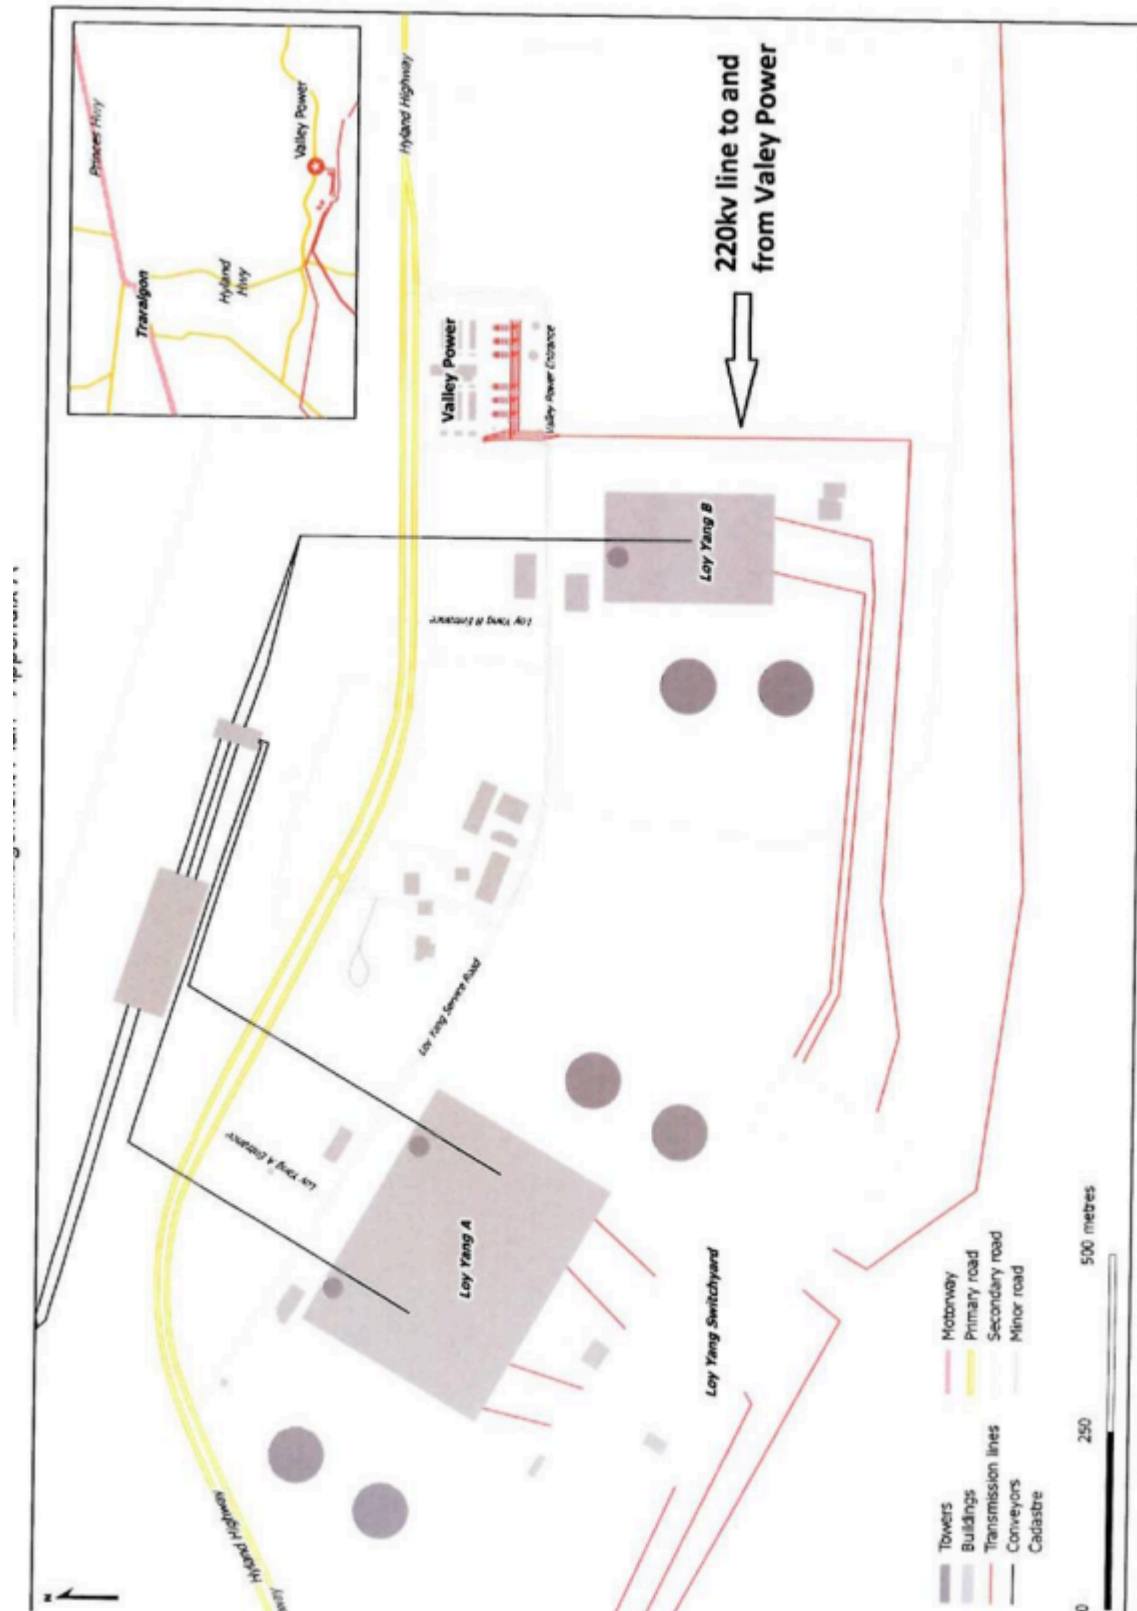 Princes Hwy
Traralgon
Hyland
Hwy
Valley Power
Hyland Highway
Valley Power
Valley Power Entrance
220kv line to and
from Valey Power
Loy Yang B
Loy Yang B Entrance
Loy Yang Service Road
Loy Yang A Entrance
Loy Yang A
Loy Yang Switchyard
Hyland Highway
N
Towers
Buildings
Transmission lines
Conveyors
Cadastre
Motorway
Primary road
Secondary road
Minor road
0
250
500 metres